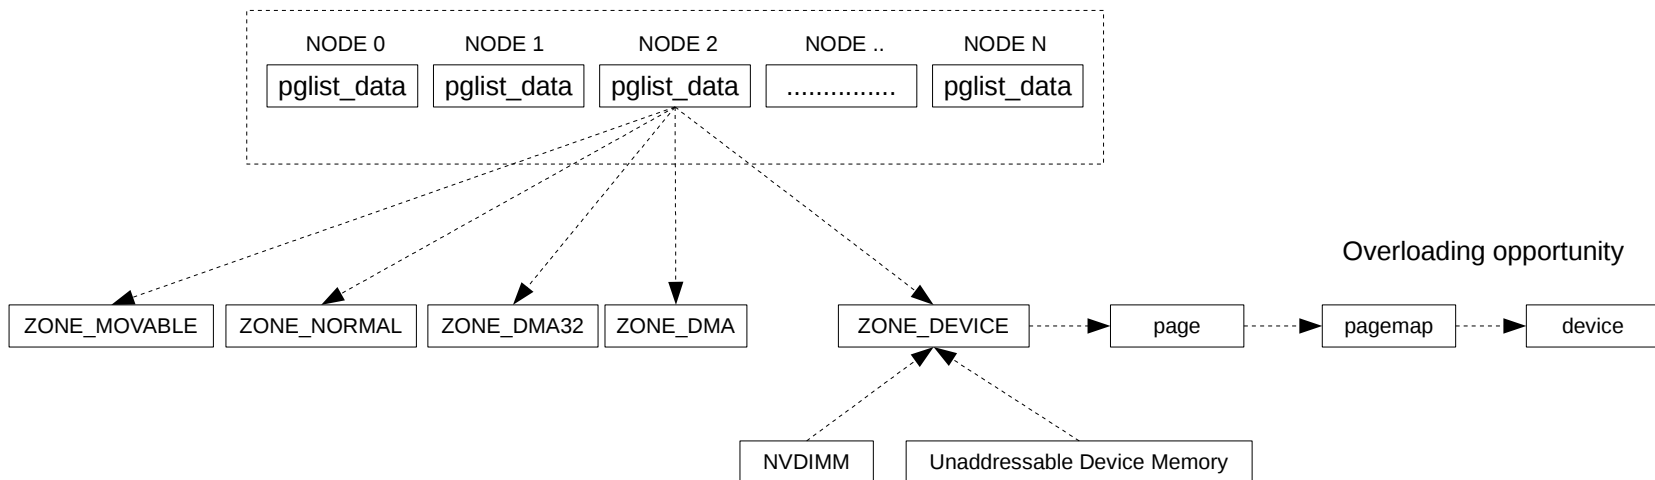 NODE 0 NODE 1 NODE 2 NODE .. NODE N
pglist_data pglist_data pglist_data ............... pglist_data
Overloading opportunity
ZONE_MOVABLE ZONE_NORMAL ZONE_DMA32 ZONE_DMA ZONE_DEVICE page pagemap device
NVDIMM Unaddressable Device Memory